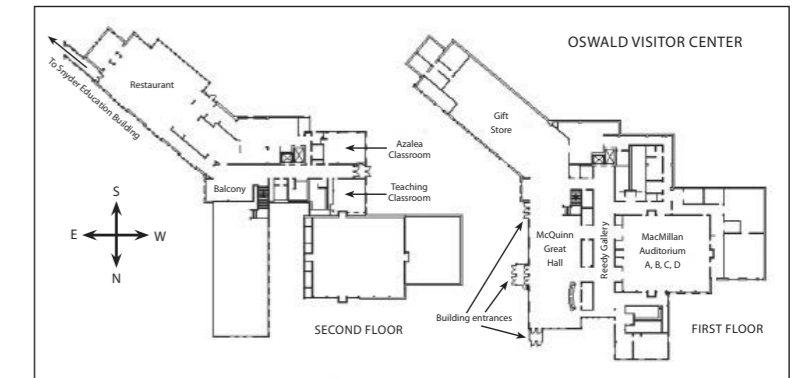 OSWALD VISITOR CENTER
To Snyder Education Building
Restaurant
Azalea
Classroom
Teaching
Classroom
Balcony
S
E
W
N
SECOND FLOOR
Gift
Store
McQuinn
Great
Hall
Reedy Gallery
MacMillan
Auditorium
A, B, C, D
Building entrances
FIRST FLOOR